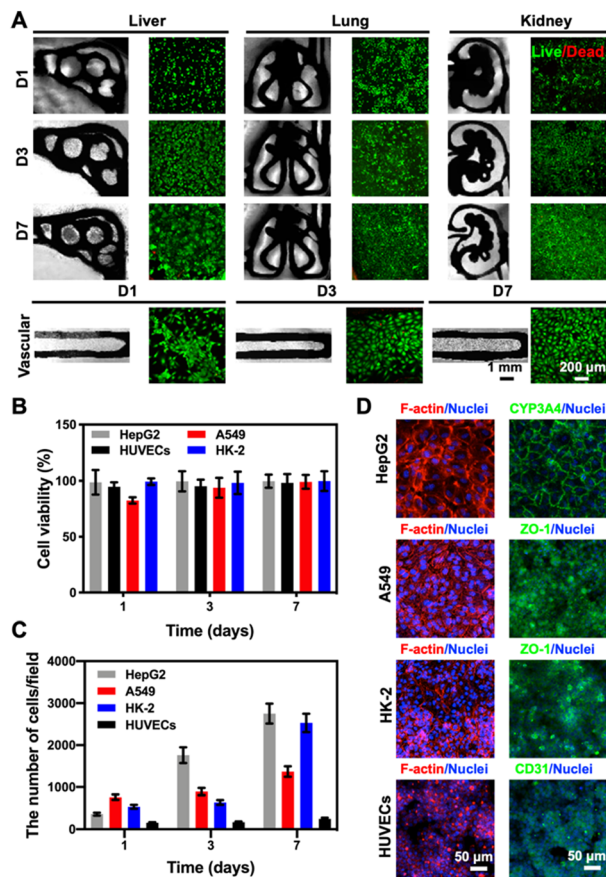 A
Liver Lung Kidney
D1
Live/Dead
D3
D7
D1 D3 D7
Vascular
1 mm
200 μm
B
Cell viability (%)
150
100
50
0
HepG2 A549
HUVECs HK-2
1 3 7
Time (days)
C
The number of cells/field
4000
3000
2000
1000
0
HepG2
A549
HK-2
HUVECs
1 3 7
Time (days)
D
F-actin/Nuclei CYP3A4/Nuclei
HepG2
F-actin/Nuclei ZO-1/Nuclei
A549
F-actin/Nuclei ZO-1/Nuclei
HK-2
F-actin/Nuclei CD31/Nuclei
HUVECs
50 μm 50 μm